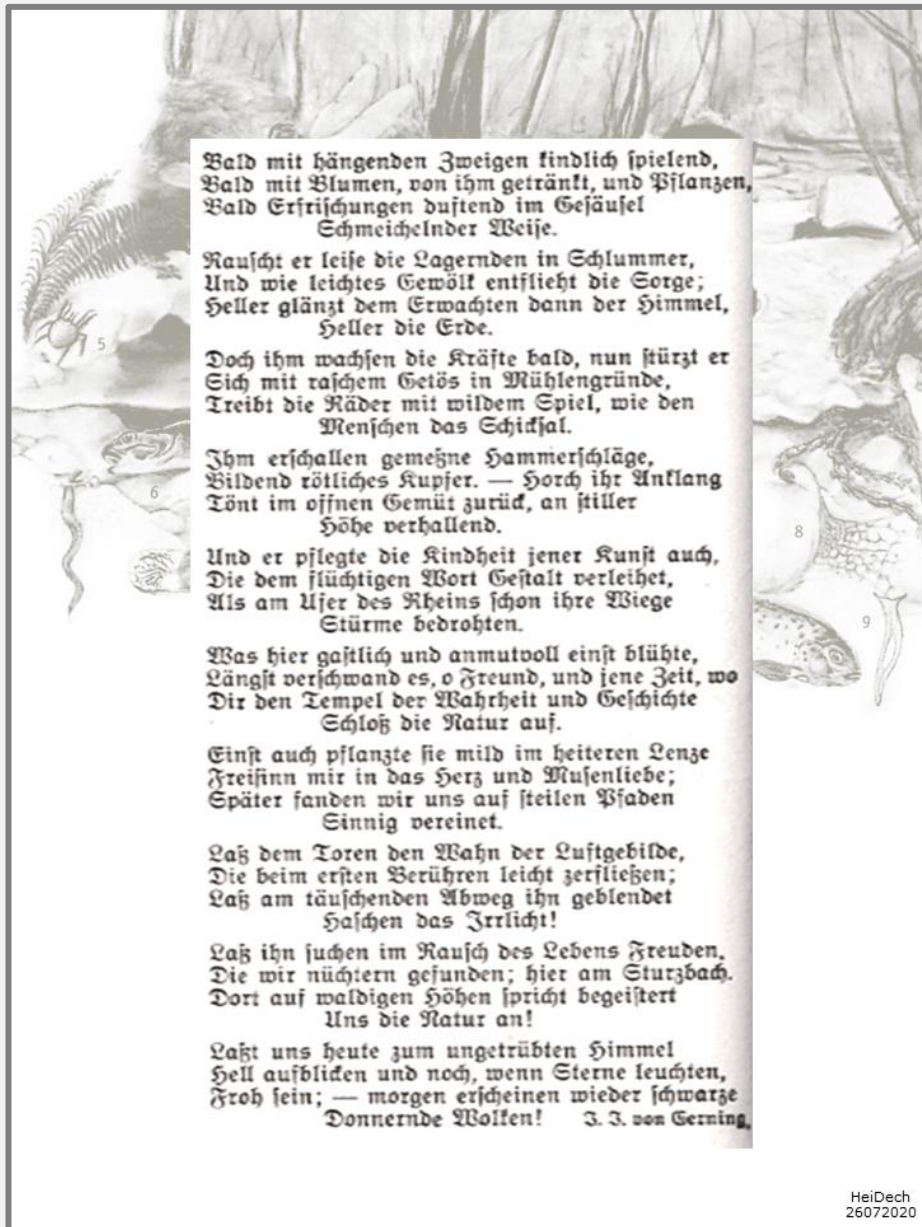 Bald mit hängenden Zweigen kindlich spielend,
Bald mit Blumen, von ihm getränkt, und Pflanzen,
Bald Erfrischungen duftend im Gesäusel
Schmeichelnder Weise.
Rauscht er leise die Lagernden in Schlummer,
Und wie leichtes Gewölk entflieht die Sorge;
Heller glänzt dem Erwachten dann der Himmel,
Heller die Erde.
Doch ihm wachsen die Kräfte bald, nun stürzt er
Sich mit raschem Getös in Mühlengründe,
Treibt die Räder mit wildem Spiel, wie den
Menschen das Schicksal.
Ihm erschallen gemeßne Hammerschläge,
Bildend rötliches Kupfer. — Horch ihr Anklang
Tönt im offnen Gemüt zurück, an stiller
Höhe verhallend.
Und er pflegte die Kindheit jener Kunst auch,
Die dem flüchtigen Wort Gestalt verleihet,
Als am Ufer des Rheins schon ihre Wiege
Stürme bedrohten.
Was hier gastlich und anmutvoll einst blühte,
Längst verschwand es, o Freund, und jene Zeit, wo
Dir den Tempel der Wahrheit und Geschichte
Schloß die Natur auf.
Einst auch pflanzte sie mild im heiteren Lenze
Freisinn mir in das Herz und Musenliebe;
Später fanden wir uns auf steilen Pfaden
Sinnig vereinet.
Laß dem Toren den Wahn der Luftgebilde,
Die beim ersten Berühren leicht zerfließen;
Laß am täuschenden Abweg ihn geblendet
Haschen das Irrlicht!
Laß ihn suchen im Rausch des Lebens Freuden,
Die wir nüchtern gefunden; hier am Sturzbach.
Dort auf waldigen Höhen spricht begeistert
Uns die Natur an!
Laßt uns heute zum ungetrübten Himmel
Hell aufblicken und noch, wenn Sterne leuchten,
Froh sein; — morgen erscheinen wieder schwarze
Donnernde Wolken! J. J. von Gerning.
5
6
8
9
HeiDech
26072020